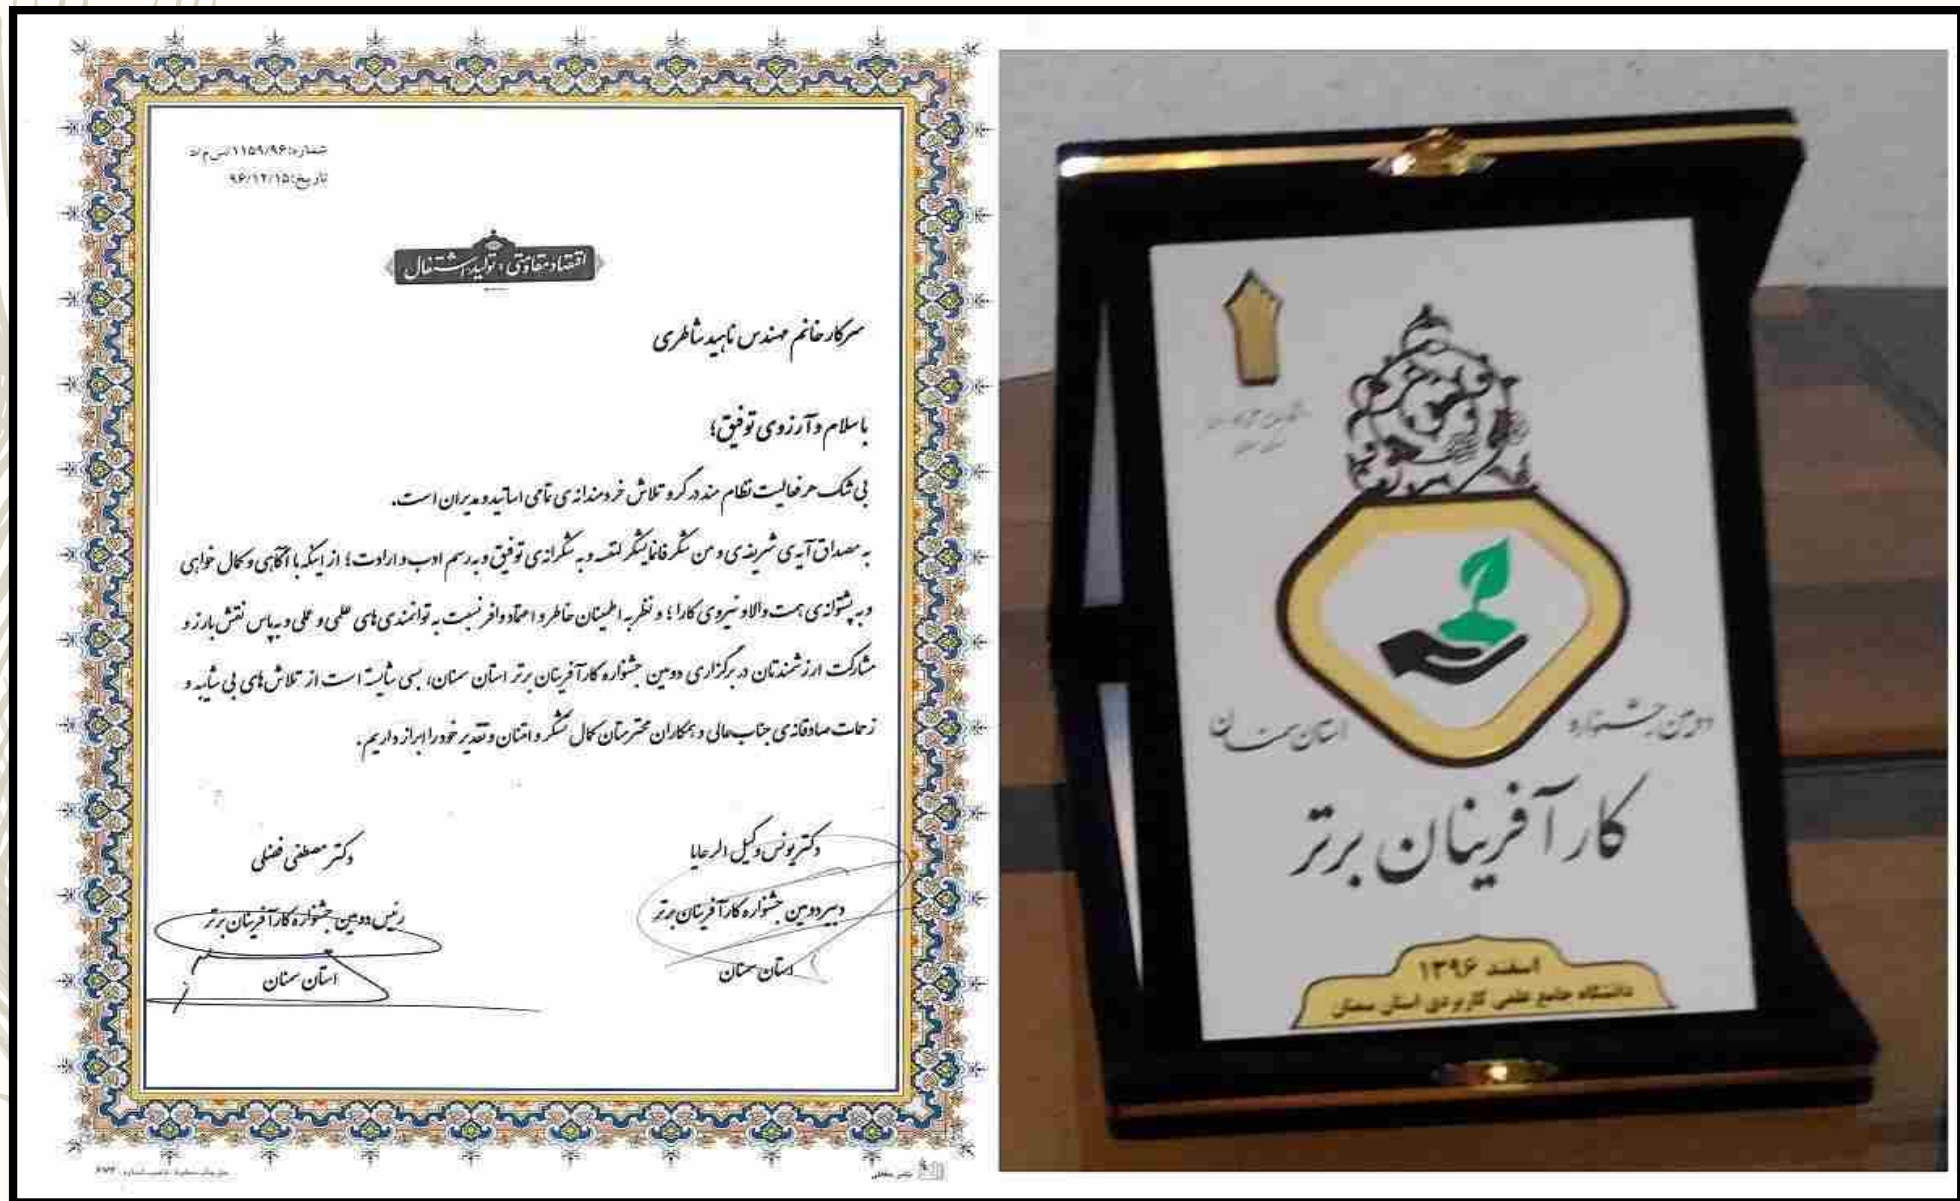 شماره: ۱۱۵۹/۹۶/س م ت
تاریخ: ۹۶/۱۲/۱۵
اقتصاد مقاومتی، تولید، اشتغال
سرکار خانم مهندس ناهید شاطری
با سلام و آرزوی توفیق؛
بی شک هر فعالیت نظام مند در گرو تلاش خردمندانه ی تمامی اساتید و مدیران است.
به مصداق آیه ی شریفه ی و من شکر فانما یشکر لنفسه و به شکرانه ی توفیق و به رسم ادب و ارادت؛ از اینکه با آگاهی و کمال خواهی
و به پشتوانه ی همت والا و نیروی کارا؛ و نظر به اطمینان خاطر و اعتماد وافر نسبت به توانمندی های علمی و عملی و به پاس نقش بارز و
مشارکت ارزشمندتان در برگزاری دومین جشنواره کارآفرینان برتر استان سمنان، بسی شایسته است از تلاش های بی شایبه و
زحمات صادقانه ی جناب عالی و همکاران محترمتان کمال تشکر و امتنان و تقدیر خود را ابراز داریم.
دکتر یونس وکیل الرعایا
دبیر دومین جشنواره کارآفرینان برتر
استان سمنان
دکتر مصطفی فضلی
رئیس دومین جشنواره کارآفرینان برتر
استان سمنان
دومین جشنواره
استان سمنان
کارآفرینان برتر
اسفند ۱۳۹۶
دانشگاه جامع علمی کاربردی استان سمنان